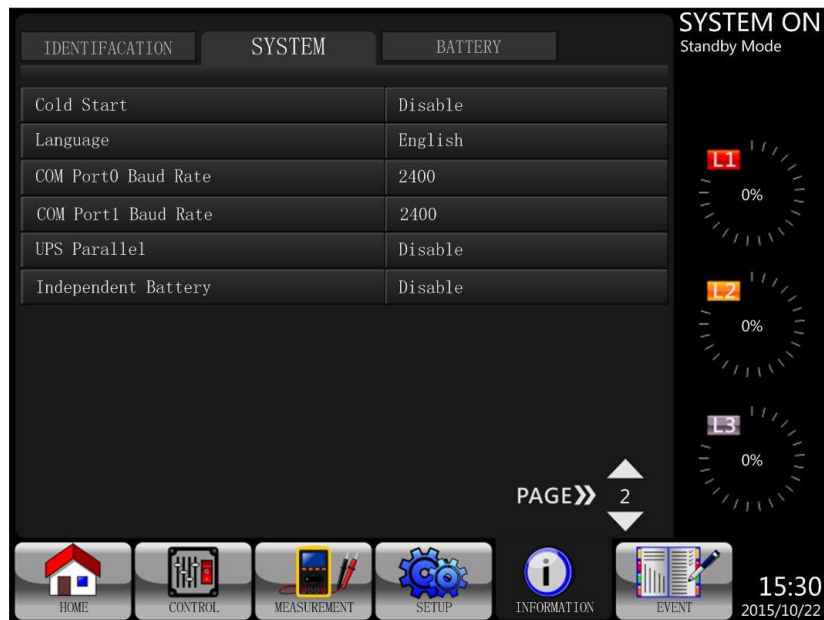 IDENTIFACATION SYSTEM BATTERY
SYSTEM ON
Standby Mode
Cold Start Disable
Language English
COM Port0 Baud Rate 2400
COM Port1 Baud Rate 2400
UPS Parallel Disable
Independent Battery Disable
L1
0%
L2
0%
L3
0%
PAGE 2
HOME CONTROL MEASUREMENT SETUP INFORMATION EVENT
15:30
2015/10/22